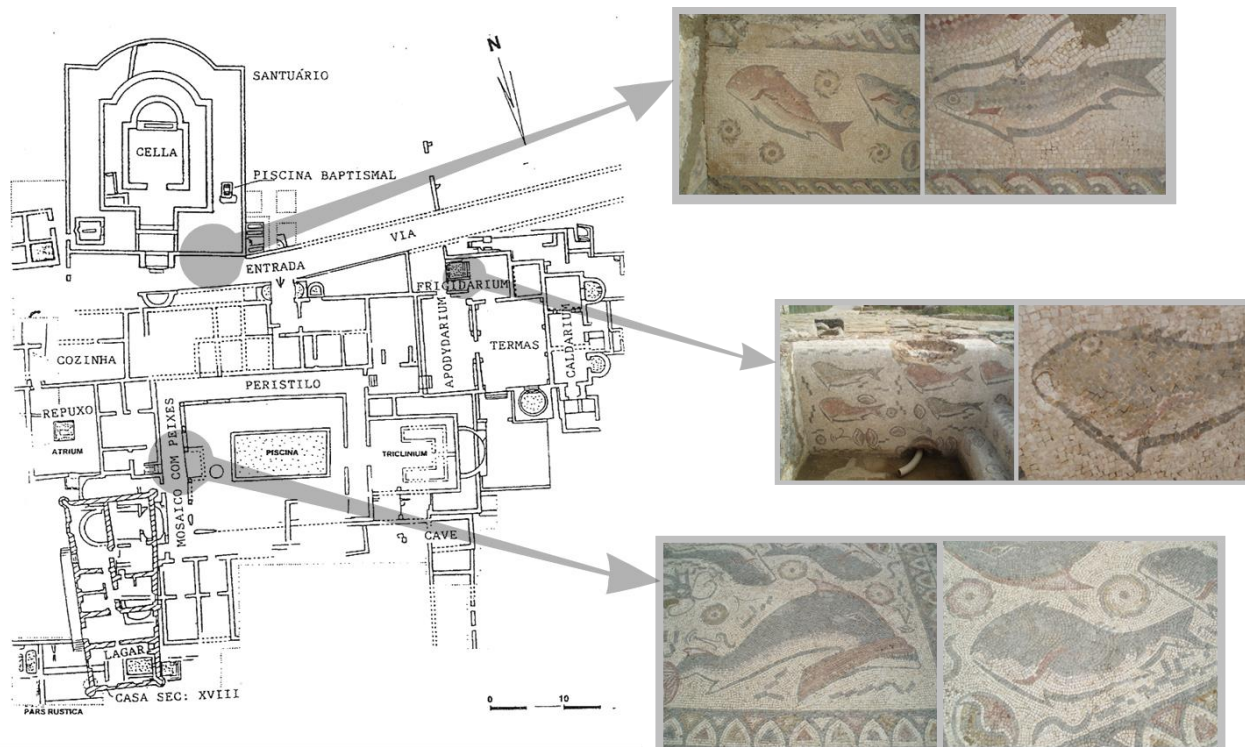 N
SANTUÁRIO
CELLA
PISCINA BAPTISMAL
VIA
ENTRADA
FRIGIDARIUM
APODYDARIUM
TERMAS
CALDARIUM
COZINHA
PERISTILO
REPUXO
ATRIUM
MOSAICO COM PEIXES
PISCINA
TRICLINIUM
CAVE
LAGAR
CASA SEC: XVIII
PARS RUSTICA
0 10